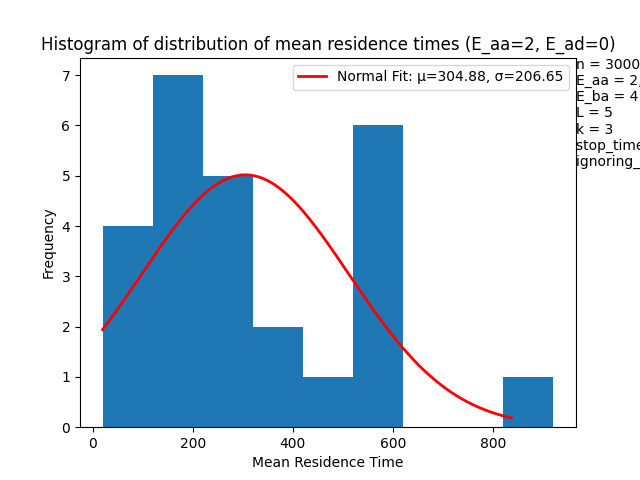 Histogram of distribution of mean residence times (E_aa=2, E_ad=0)
Normal Fit: μ=304.88, σ=206.65
n = 3000
E_aa = 2,
E_ba = 4
L = 5
k = 3
stop_time
ignoring_
Frequency
7
6
5
4
3
2
1
0
0 200 400 600 800
Mean Residence Time